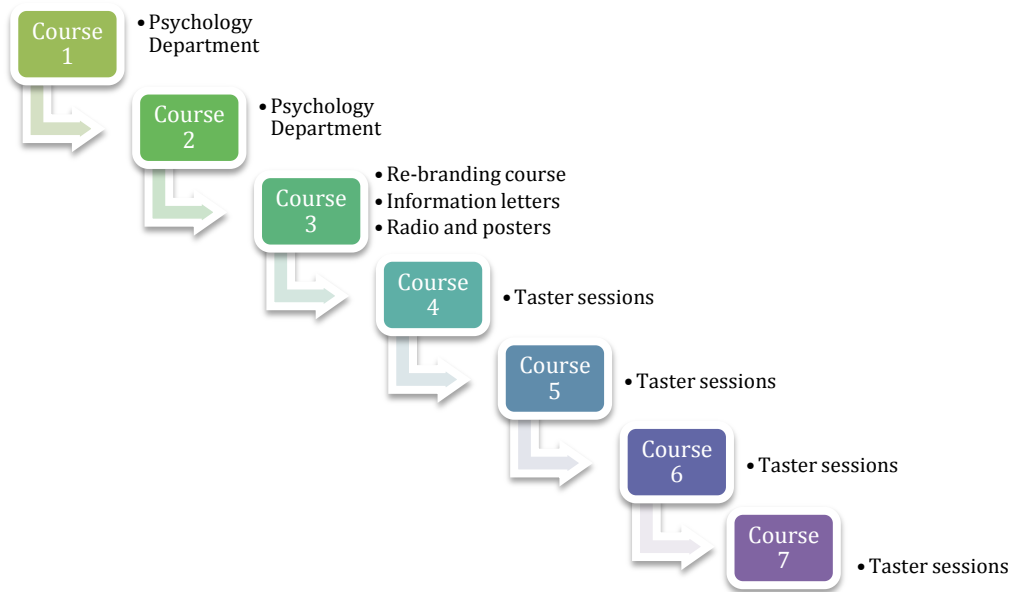 Course
1
• Psychology
Department
Course
2
• Psychology
Department
Course
3
• Re-branding course
• Information letters
• Radio and posters
Course
4
• Taster sessions
Course
5
• Taster sessions
Course
6
• Taster sessions
Course
7
• Taster sessions